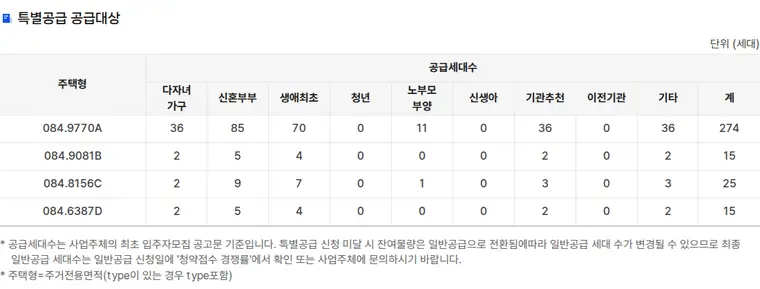 특별공급 공급대상
단위 (세대)
주택형 공급세대수
다자녀 가구 신혼부부 생애최초 청년 노부모 부양 신생아 기관추천 이전기관 기타 계
084.9770A 36 85 70 0 11 0 36 0 36 274
084.9081B 2 5 4 0 0 0 2 0 2 15
084.8156C 2 9 7 0 1 0 3 0 3 25
084.6387D 2 5 4 0 0 0 2 0 2 15
* 공급세대수는 사업주체의 최초 입주자모집 공고문 기준입니다. 특별공급 신청 미달 시 잔여물량은 일반공급으로 전환됨에따라 일반공급 세대 수가 변경될 수 있으므로 최종
일반공급 세대수는 일반공급 신청일에 '청약접수 경쟁률'에서 확인 또는 사업주체에 문의하시기 바랍니다.
* 주택형=주거전용면적(type이 있는 경우 type포함)